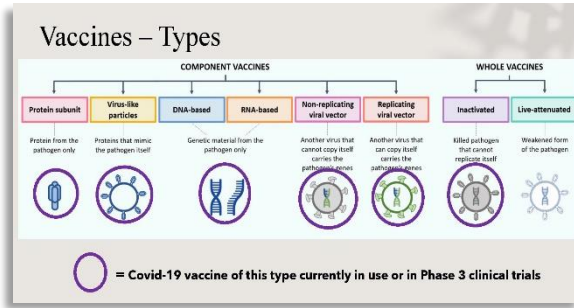 Vaccines – Types
COMPONENT VACCINES
WHOLE VACCINES
Protein subunit
Virus-like
particles
DNA-based
RNA-based
Non-replicating
viral vector
Replicating
viral vector
Inactivated
Live-attenuated
Protein from the
pathogen only
Proteins that mimic
the pathogen itself
Genetic material from the
pathogen only
Another virus that
cannot copy itself
carries the
pathogen's genes
Another virus that
can copy itself
carries the
pathogen's genes
Killed pathogen
that cannot
replicate itself
Weakened form
of the pathogen
= Covid-19 vaccine of this type currently in use or in Phase 3 clinical trials